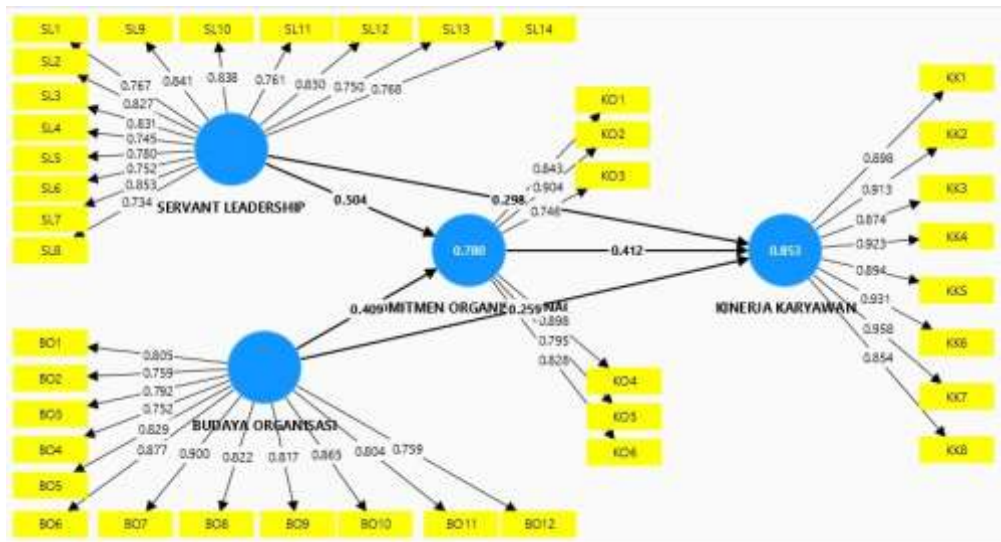 SL1
SL9
SL10
SL11
SL12
SL13
SL14
SL2
SL3
SL4
SL5
SL6
SL7
SL8
0.767
0.841
0.838
0.761
0.830
0.750
0.768
0.827
0.831
0.745
0.780
0.752
0.853
0.734
SERVANT LEADERSHIP
0.504
0.298
KO1
KO2
KO3
0.843
0.904
0.746
0.780
0.412
0.853
OMITMEN ORGANI
NAL
KINERJA KARYAWAN
0.409
0.259
0.898
0.795
0.828
KO4
KO5
KO6
KK1
KK2
KK3
KK4
KK5
KK6
KK7
KK8
0.898
0.913
0.874
0.923
0.894
0.931
0.958
0.854
BO1
BO2
BO3
BO4
BO5
BO6
BO7
BO8
BO9
BO10
BO11
BO12
0.805
0.759
0.792
0.752
0.829
0.877
0.900
0.822
0.817
0.865
0.804
0.759
BUDAYA ORGANISASI